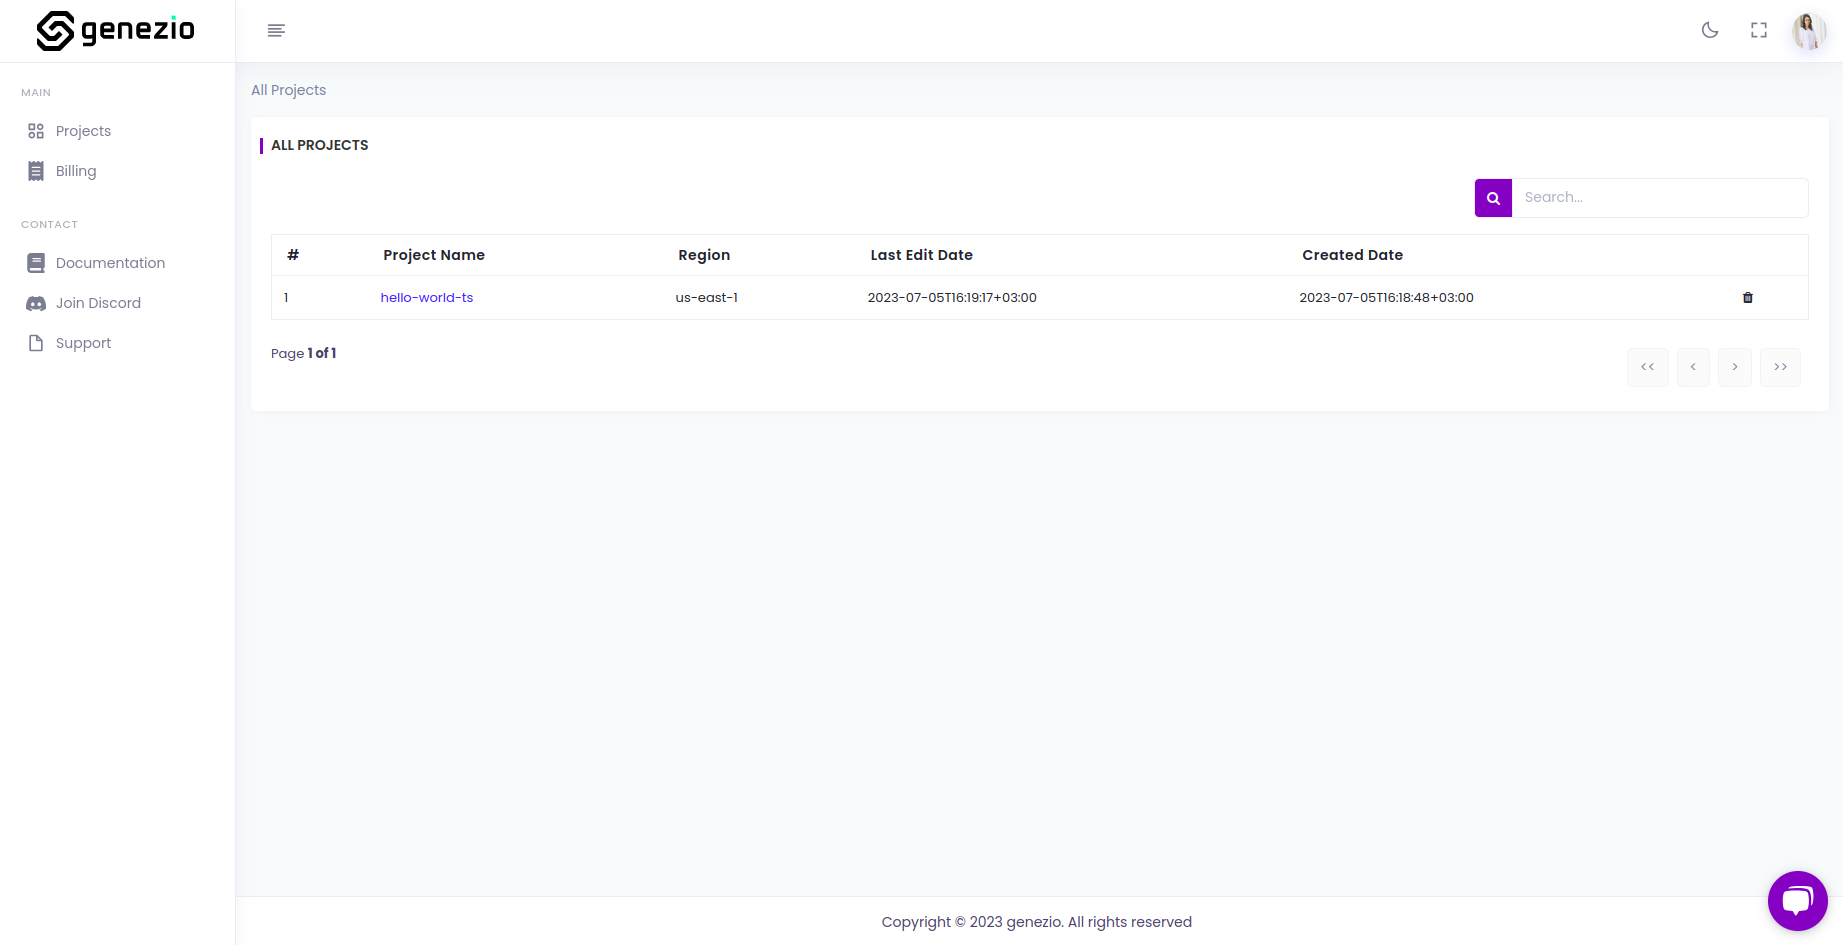 genezio
MAIN
Projects
Billing
CONTACT
Documentation
Join Discord
Support
All Projects
ALL PROJECTS
Search...
# Project Name Region Last Edit Date Created Date
1 hello-world-ts us-east-1 2023-07-05T16:19:17+03:00 2023-07-05T16:18:48+03:00
Page 1 of 1
<< < > >>
Copyright © 2023 genezio. All rights reserved